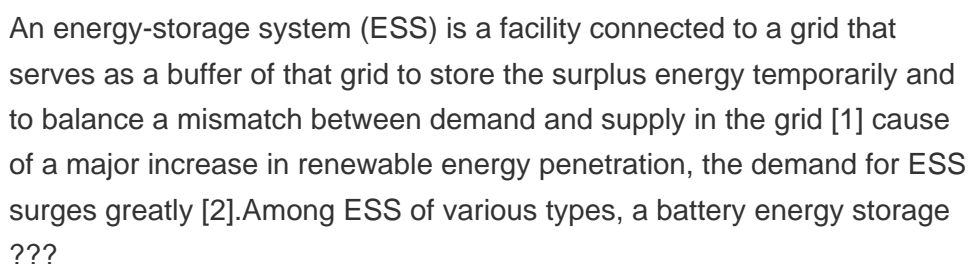 An energy-storage system (ESS) is a facility connected to a grid that
serves as a buffer of that grid to store the surplus energy temporarily and
to balance a mismatch between demand and supply in the grid [1] cause
of a major increase in renewable energy penetration, the demand for ESS
surges greatly [2].Among ESS of various types, a battery energy storage
???